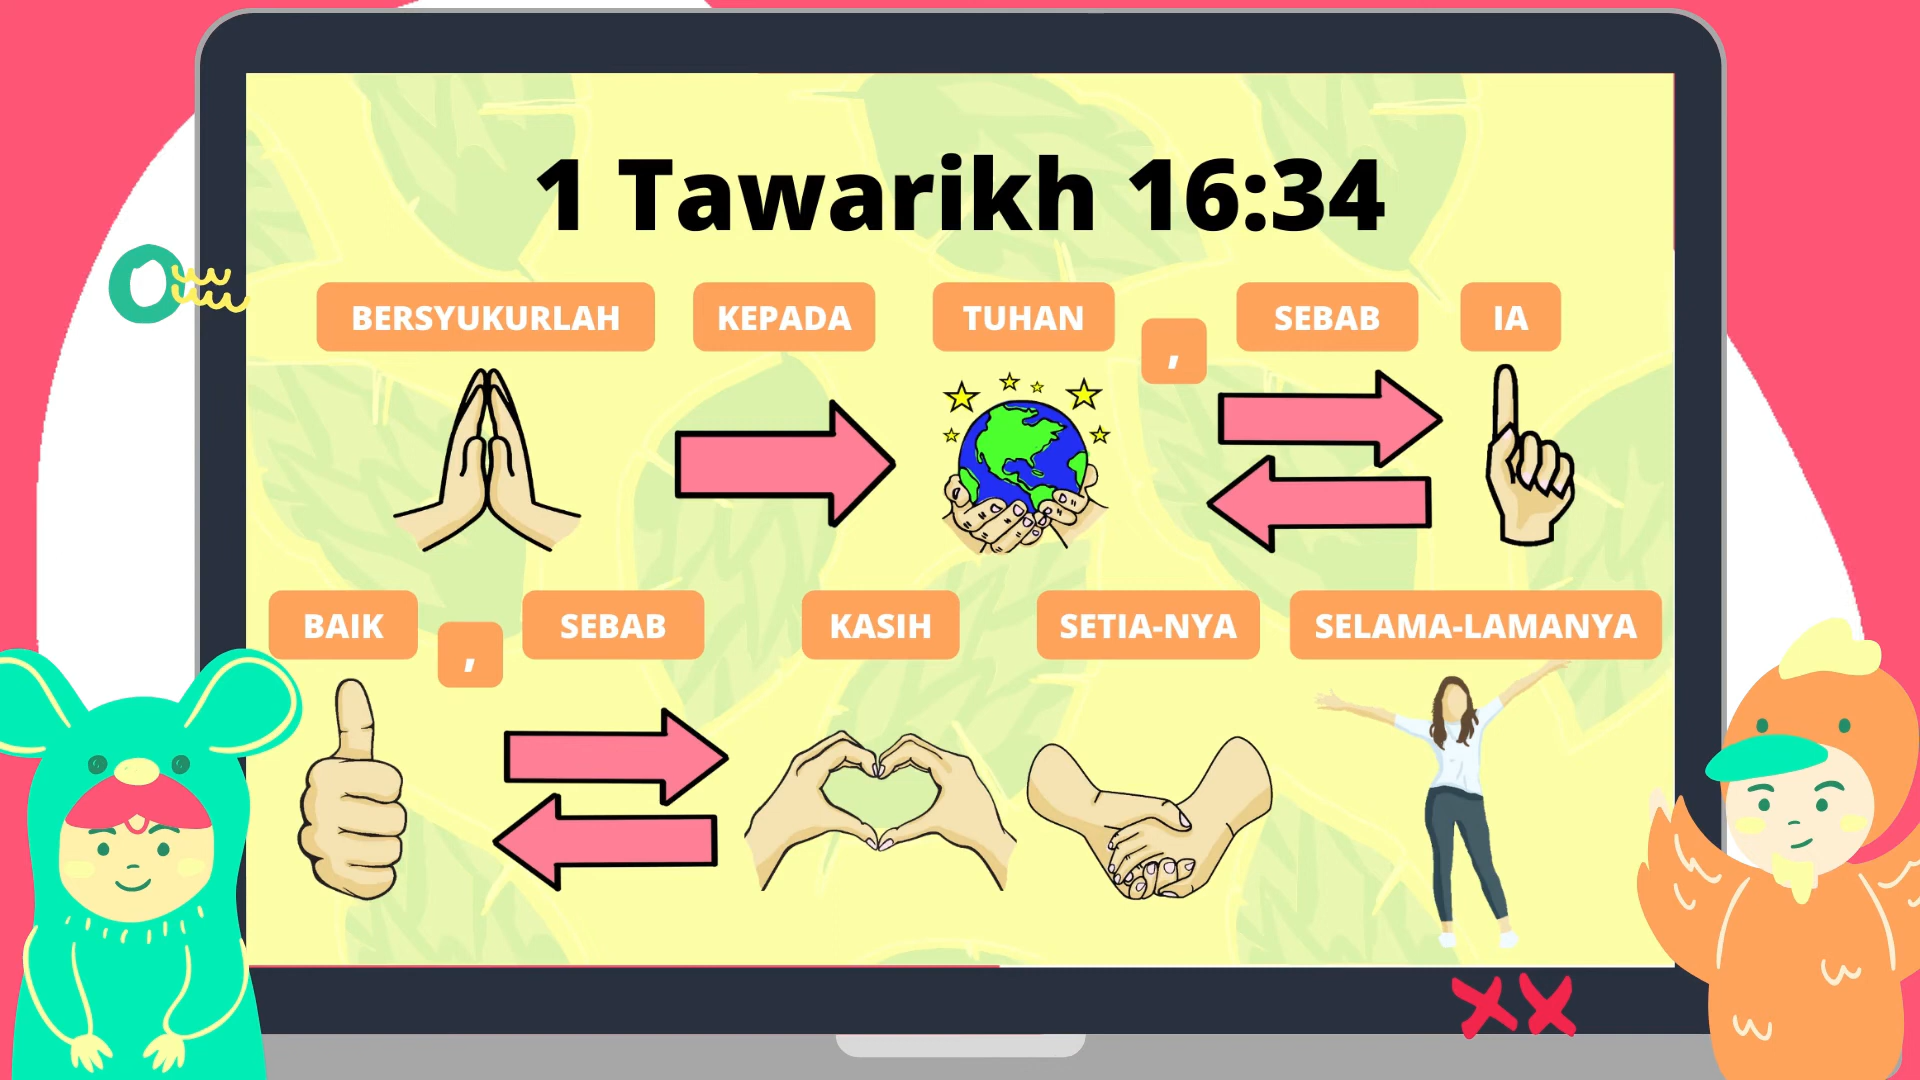 1 Tawarikh 16:34
BERSYUKURLAH KEPADA TUHAN , SEBAB IA
BAIK , SEBAB KASIH SETIA-NYA SELAMA-LAMANYA